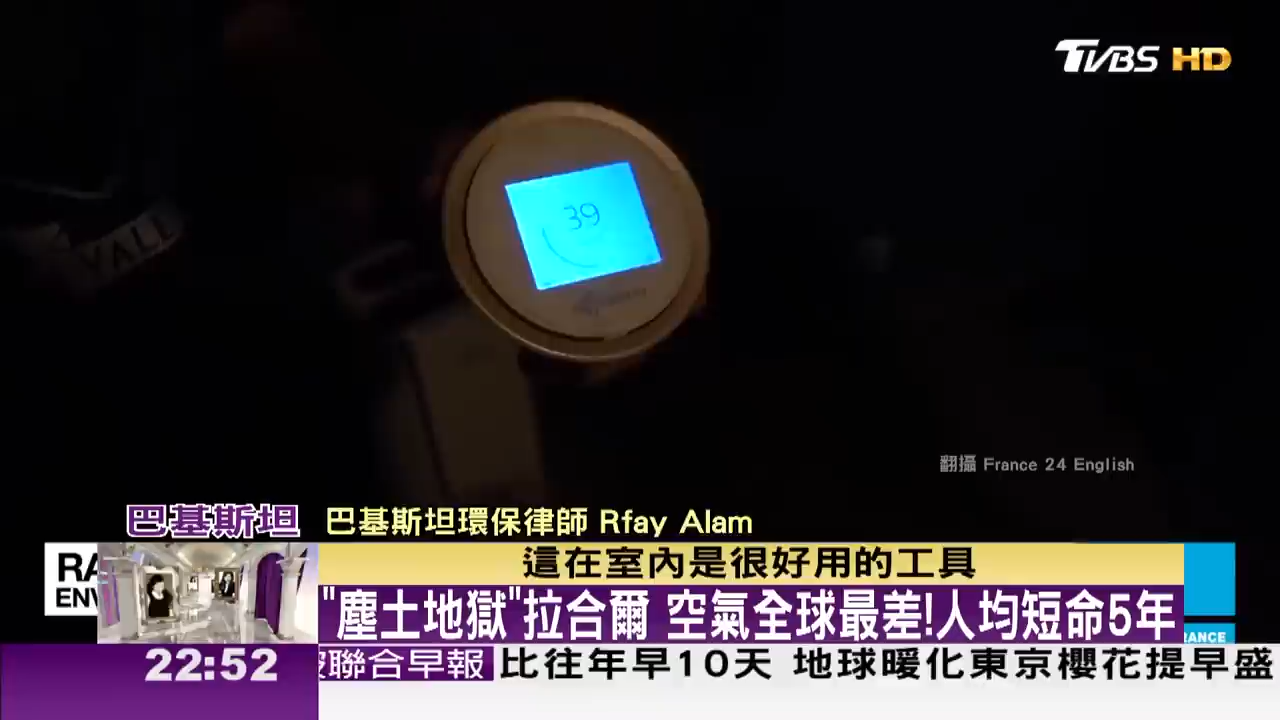 TVBS HD
39
翻攝 France 24 English
巴基斯坦
巴基斯坦環保律師 Rfay Alam
這在室內是很好用的工具
RA
ENV
"塵土地獄"拉合爾 空氣全球最差!人均短命5年
RANCE
22:52
聯合早報
比往年早10天 地球暖化東京櫻花提早盛